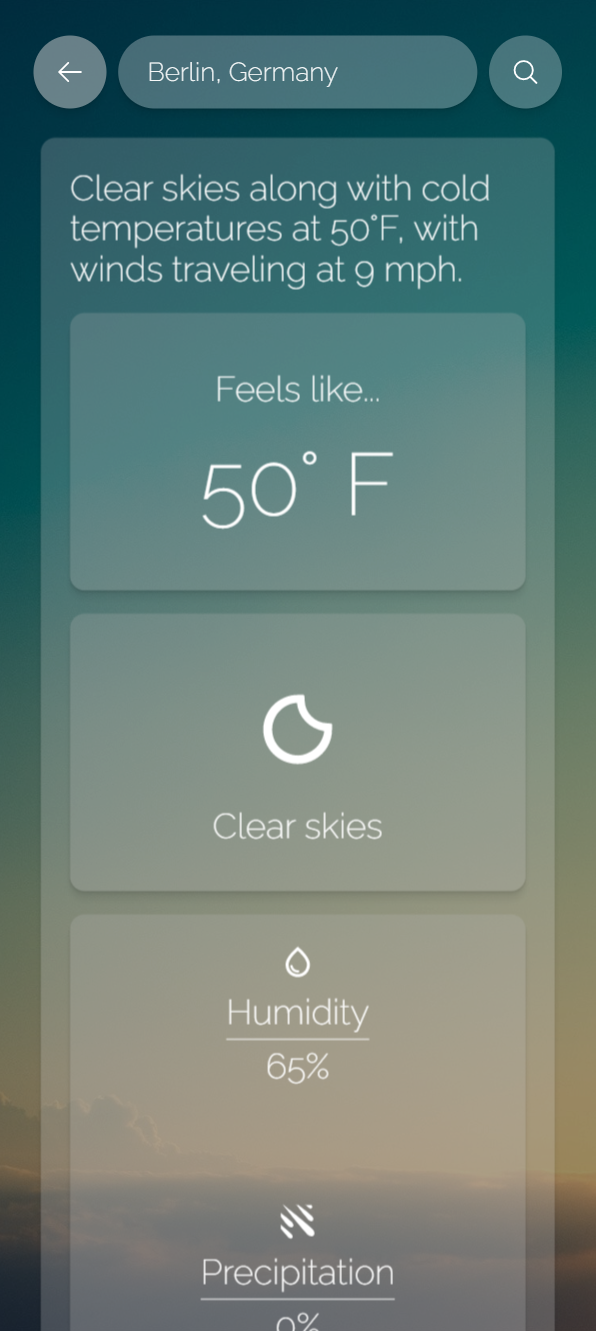 Berlin, Germany
Clear skies along with cold
temperatures at 50°F, with
winds traveling at 9 mph.
Feels like...
50° F
Clear skies
Humidity
65%
Precipitation
0%